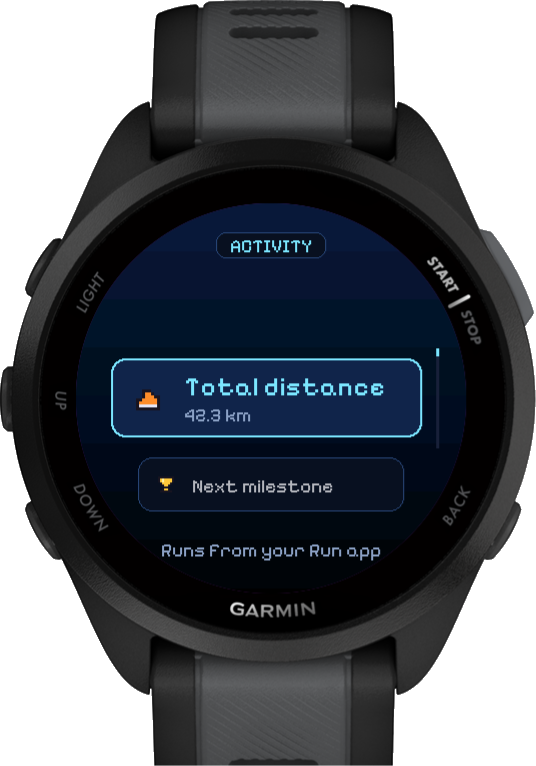 ACTIVITY
START
STOP
LIGHT
Total distance
42.3 km
UP
Next milestone
DOWN
BACK
Runs from your Run app
GARMIN